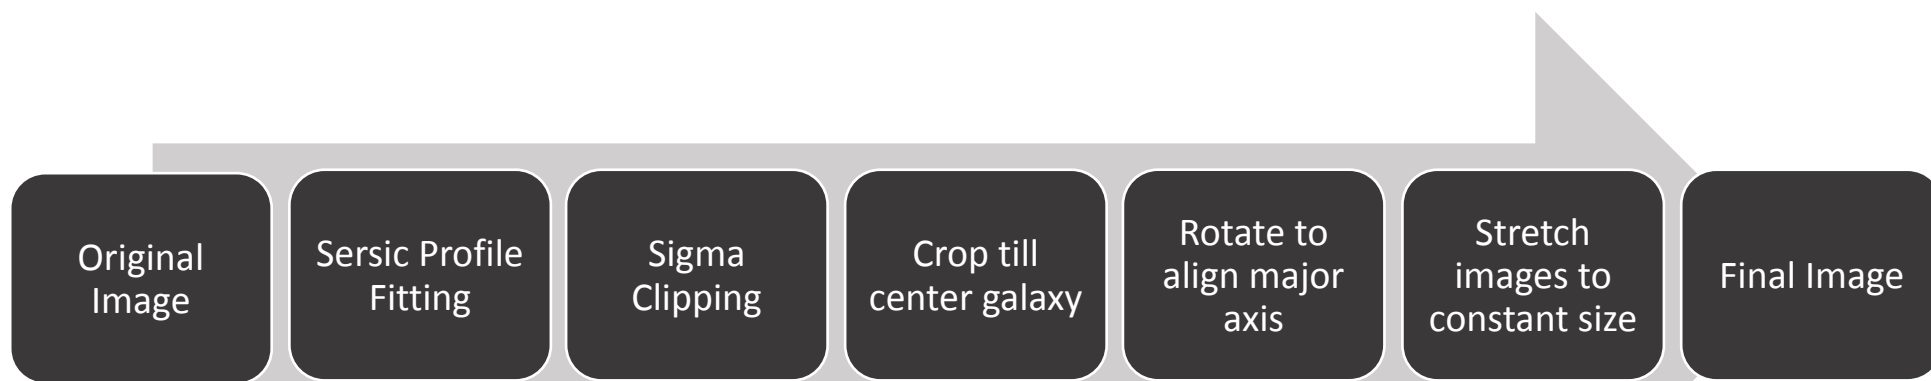 Original
Image
Sersic Profile
Fitting
Sigma
Clipping
Crop till
center galaxy
Rotate to
align major
axis
Stretch
images to
constant size
Final Image